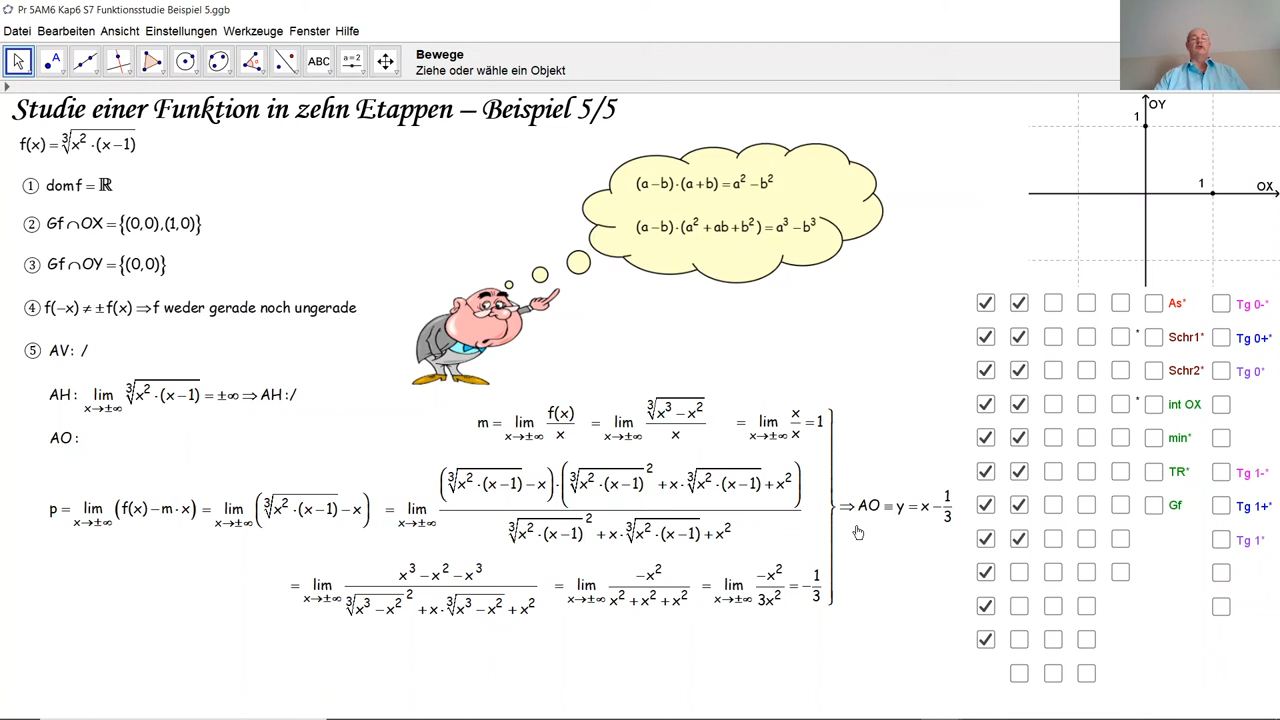 Pr 5AM6 Kap6 S7 Funktionsstudie Beispiel 5.ggb
Datei Bearbeiten Ansicht Einstellungen Werkzeuge Fenster Hilfe
A ABC a=2 Bewege
Ziehe oder wähle ein Objekt
Studie einer Funktion in zehn Etappen – Beispiel 5/5
f(x) = ∛(x² · (x−1))
① dom f = ℝ
② Gf ∩ OX = {(0,0),(1,0)}
③ Gf ∩ OY = {(0,0)}
④ f(−x) ≠ ± f(x) ⇒ f weder gerade noch ungerade
⑤ AV: /
AH: lim x→±∞ ∛(x² · (x−1)) = ±∞ ⇒ AH: /
AO:
(a−b)·(a+b) = a² − b²
(a−b)·(a² + ab + b²) = a³ − b³
m = lim x→±∞ f(x)/x = lim x→±∞ ∛(x³ − x²)/x = lim x→±∞ x/x = 1
p = lim x→±∞ (f(x) − m·x) = lim x→±∞ (∛(x² · (x−1)) − x) = lim x→±∞ (∛(x² · (x−1)) − x) · (∛(x² · (x−1))² + x · ∛(x² · (x−1)) + x²) / (∛(x² · (x−1))² + x · ∛(x² · (x−1)) + x²)
= lim x→±∞ (x³ − x² − x³) / (∛(x³ − x²)² + x · ∛(x³ − x²) + x²) = lim x→±∞ −x²/(x² + x² + x²) = lim x→±∞ −x²/3x² = −1/3
⇒ AO ≡ y = x − 1/3
OY
1
1
OX
As* Tg 0-*
* Schr1* Tg 0+*
Schr2* Tg 0*
* int OX
min*
TR* Tg 1-*
Gf Tg 1+*
Tg 1*